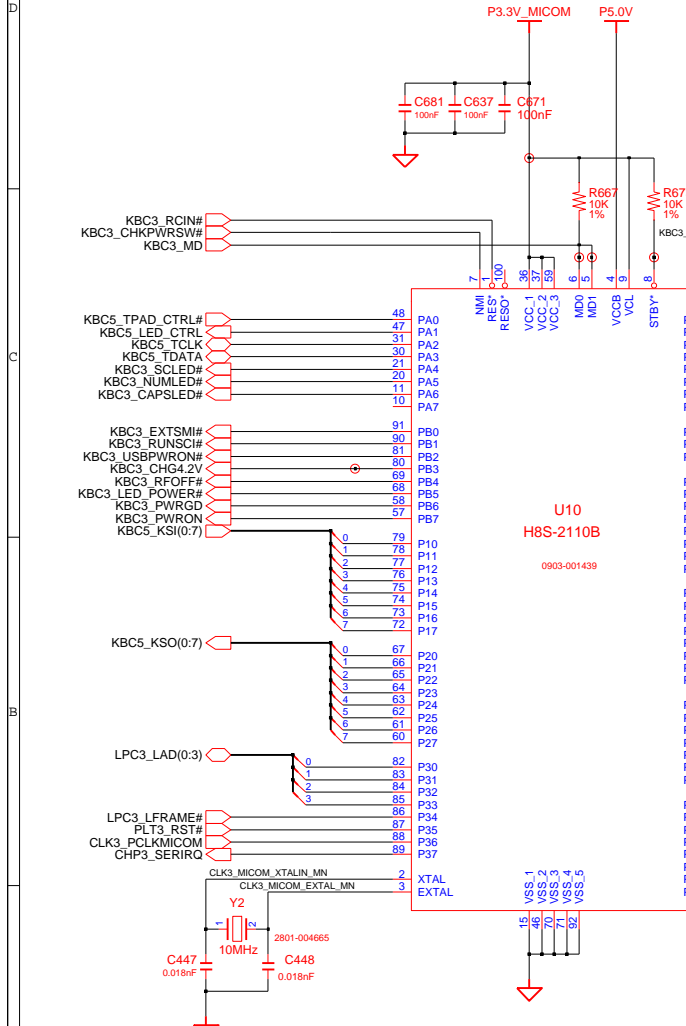 D
P3.3V_MICOM P5.0V
C681 C637 C671
100nF 100nF 100nF
R667
10K
1%
R67
10K
1%
KBC3_RCIN#
KBC3_CHKPWRSW#
KBC3_MD
KBC3_
7 1 100 36 37 59 6 5 4 9 8
NMI RES* RESO* VCC_1 VCC_2 VCC_3 MD0 MD1 VCCB VCL STBY*
KBC5_TPAD_CTRL# 48 PA0
KBC5_LED_CTRL 47 PA1
KBC5_TCLK 31 PA2
KBC5_TDATA 30 PA3
C
KBC3_SCLED# 21 PA4
KBC3_NUMLED# 20 PA5
KBC3_CAPSLED# 11 PA6
10 PA7
KBC3_EXTSMI# 91 PB0
KBC3_RUNSCI# 90 PB1
KBC3_USBPWRON# 81 PB2
KBC3_CHG4.2V 80 PB3
KBC3_RFOFF# 69 PB4
KBC3_LED_POWER# 68 PB5
KBC3_PWRGD 58 PB6
KBC3_PWRON 57 PB7
U10
H8S-2110B
0903-001439
KBC5_KSI(0:7)
0 79 P10
1 78 P11
2 77 P12
3 76 P13
4 75 P14
5 74 P15
6 73 P16
7 72 P17
KBC5_KSO(0:7)
0 67 P20
1 66 P21
2 65 P22
3 64 P23
4 63 P24
B
5 62 P25
6 61 P26
7 60 P27
LPC3_LAD(0:3)
0 82 P30
1 83 P31
2 84 P32
3 85 P33
LPC3_LFRAME# 86 P34
PLT3_RST# 87 P35
CLK3_PCLKMICOM 88 P36
CHP3_SERIRQ 89 P37
CLK3_MICOM_XTALIN_MN 2 XTAL
CLK3_MICOM_EXTAL_MN 3 EXTAL
VSS_1 VSS_2 VSS_3 VSS_4 VSS_5
15 46 70 71 92
Y2
1 2
10MHz
2801-004665
C447 C448
0.018nF 0.018nF